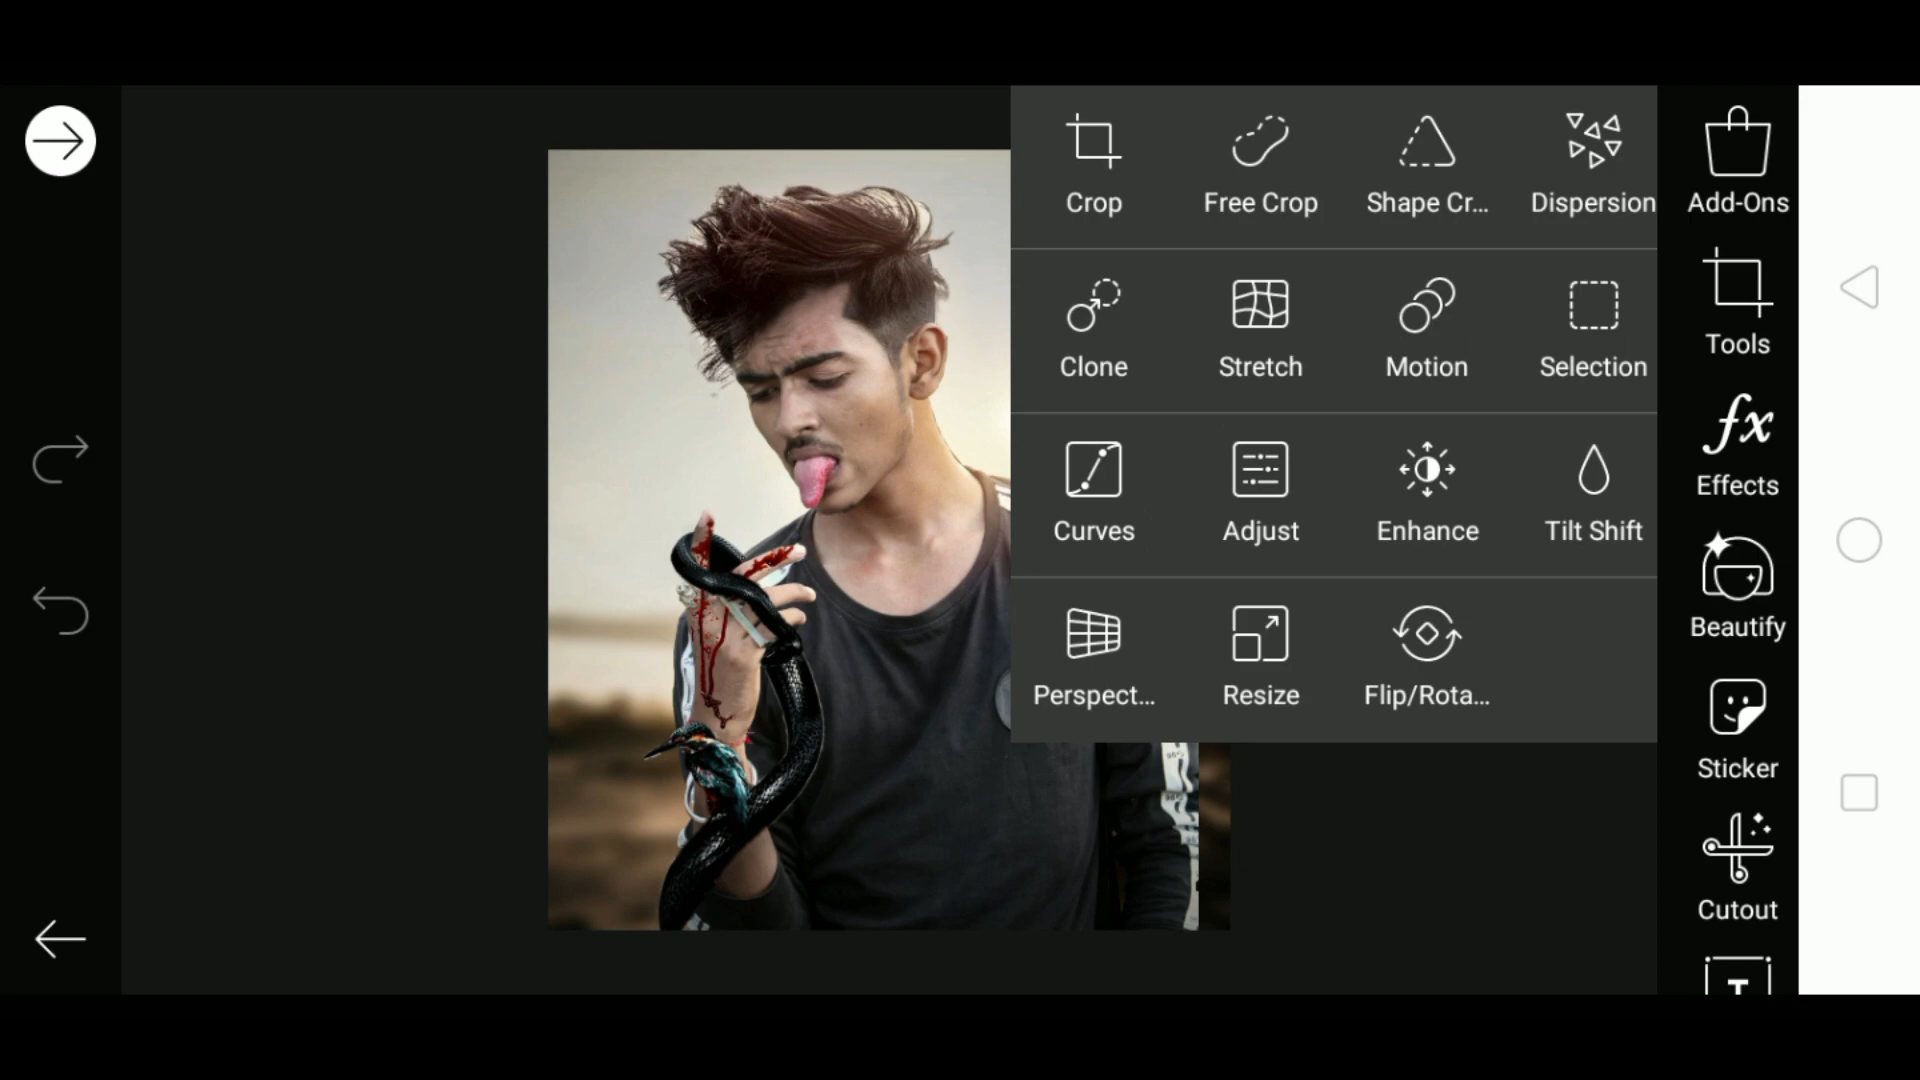 Crop
Free Crop
Shape Cr...
Dispersion
Clone
Stretch
Motion
Selection
Curves
Adjust
Enhance
Tilt Shift
Perspect...
Resize
Flip/Rota...
Add-Ons
Tools
fx
Effects
Beautify
Sticker
Cutout
T